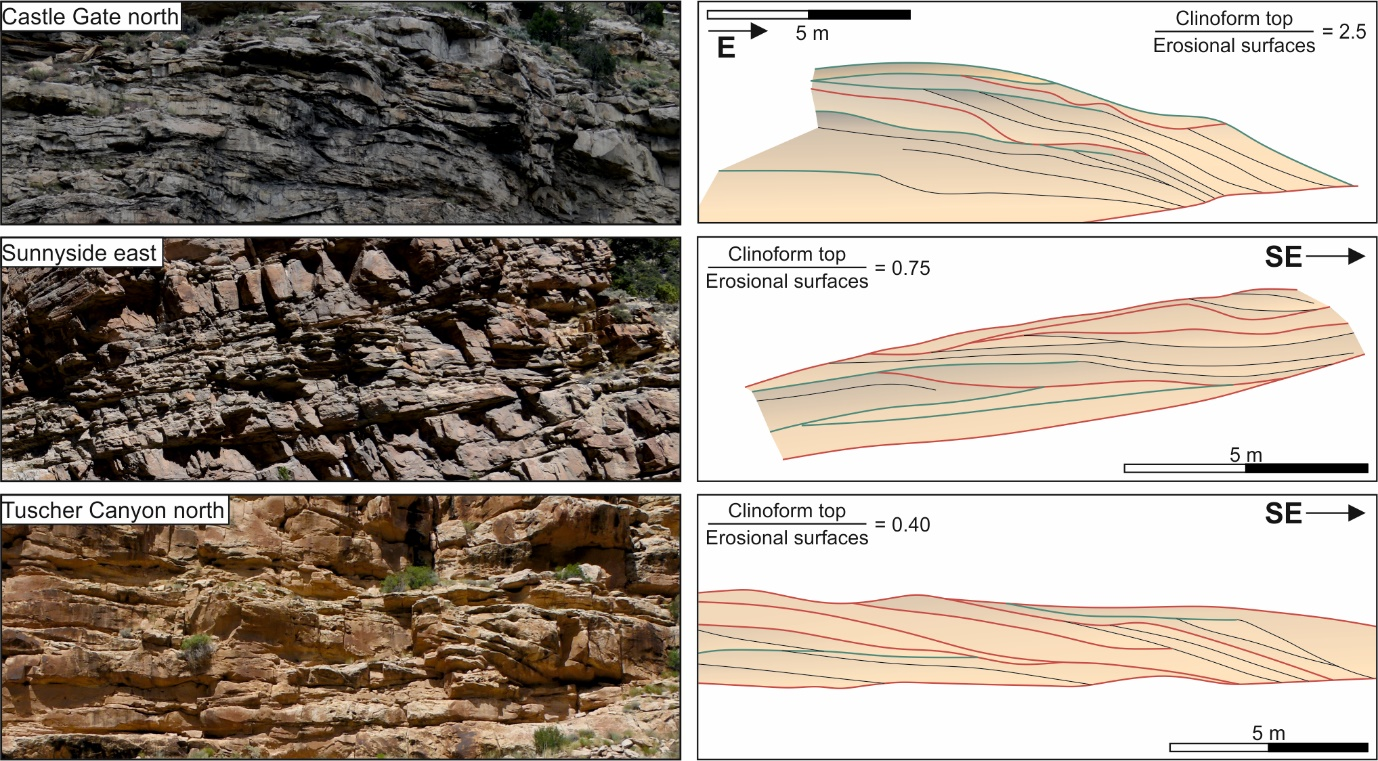 Castle Gate north
5 m
E
Clinoform top
Erosional surfaces
= 2.5
Sunnyside east
Clinoform top
Erosional surfaces
= 0.75
SE
5 m
Tuscher Canyon north
Clinoform top
Erosional surfaces
= 0.40
SE
5 m